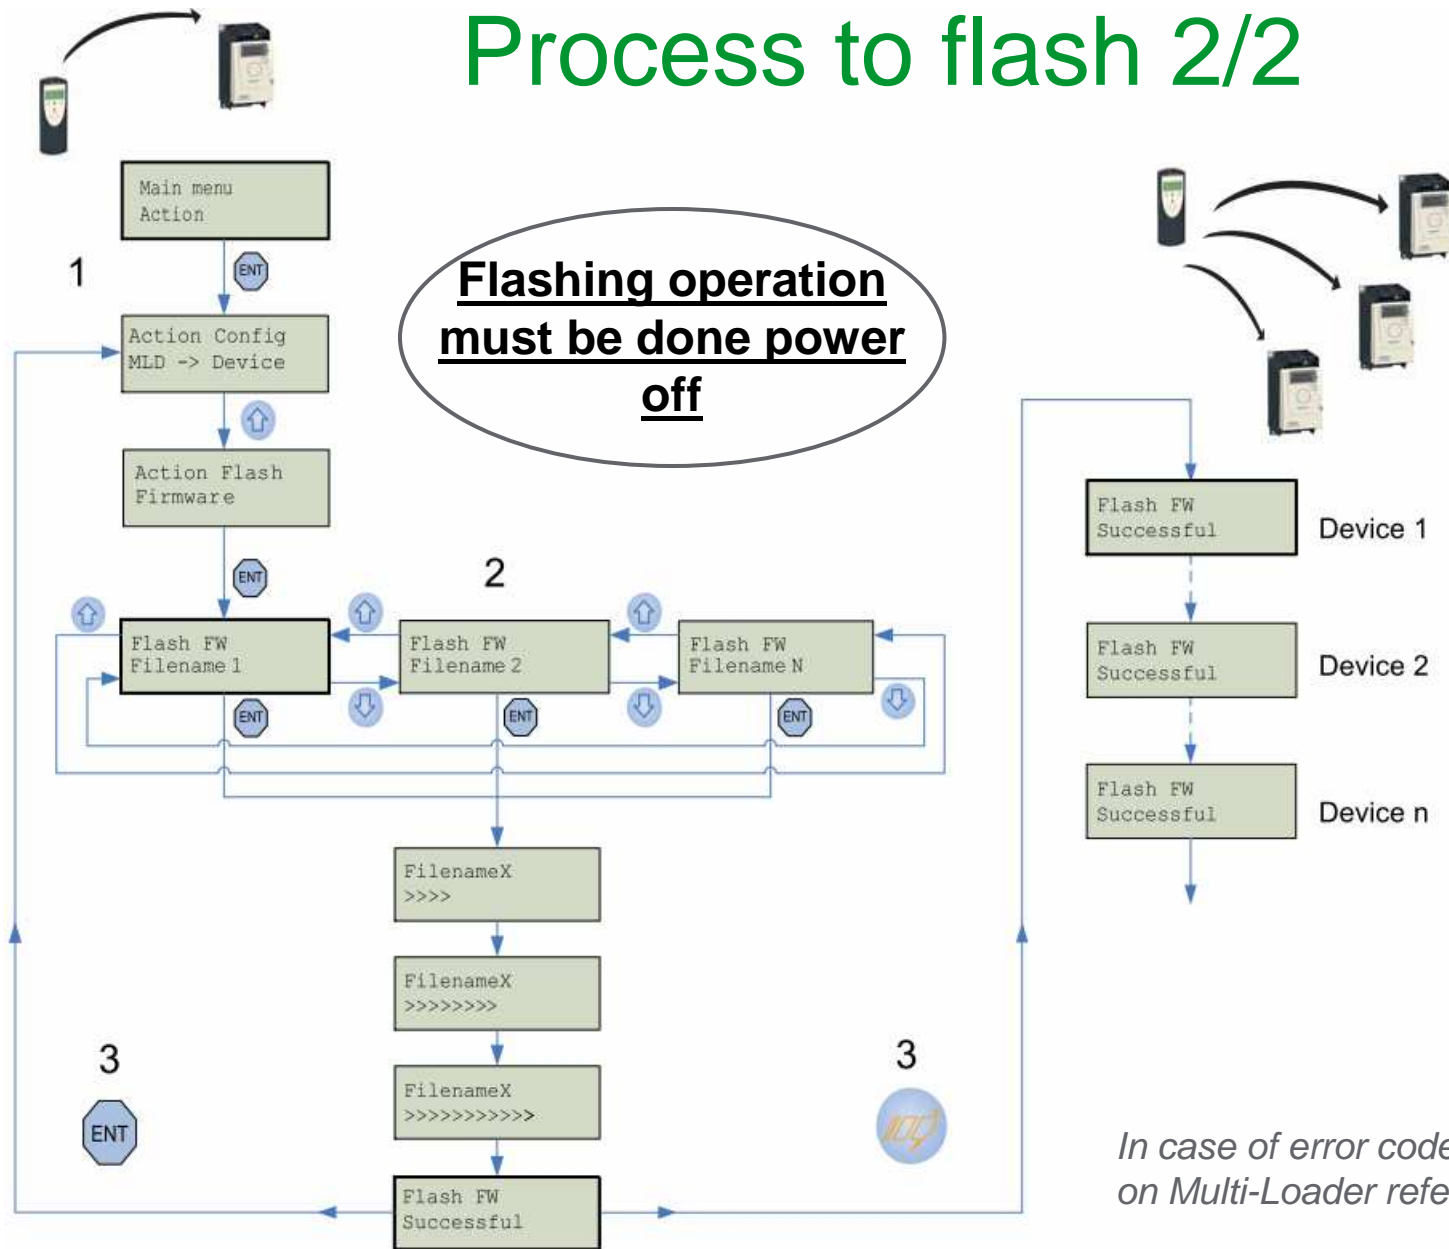 Process to flash 2/2
Main menu
Action
1
ENT
Flashing operation
must be done power
off
Action Config
MLD -> Device
Action Flash
Firmware
ENT
2
Flash FW
Filename 1
Flash FW
Filename 2
Flash FW
Filename N
ENT
ENT
ENT
FilenameX
>>>>
FilenameX
>>>>>>>>
FilenameX
>>>>>>>>>>>
Flash FW
Successful
3
ENT
3
Flash FW
Successful
Device 1
Flash FW
Successful
Device 2
Flash FW
Successful
Device n
In case of error code
on Multi-Loader refe